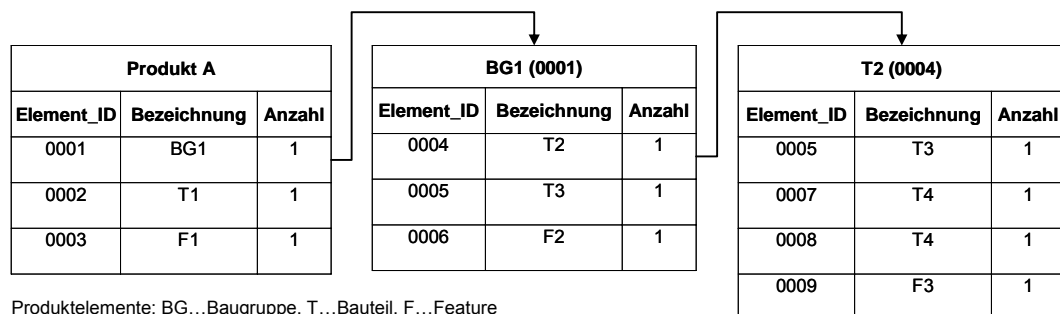 Produkt A
Element_ID Bezeichnung Anzahl
0001 BG1 1
0002 T1 1
0003 F1 1
BG1 (0001)
Element_ID Bezeichnung Anzahl
0004 T2 1
0005 T3 1
0006 F2 1
T2 (0004)
Element_ID Bezeichnung Anzahl
0005 T3 1
0007 T4 1
0008 T4 1
0009 F3 1
Produktelemente: BG…Baugruppe, T…Bauteil, F…Feature